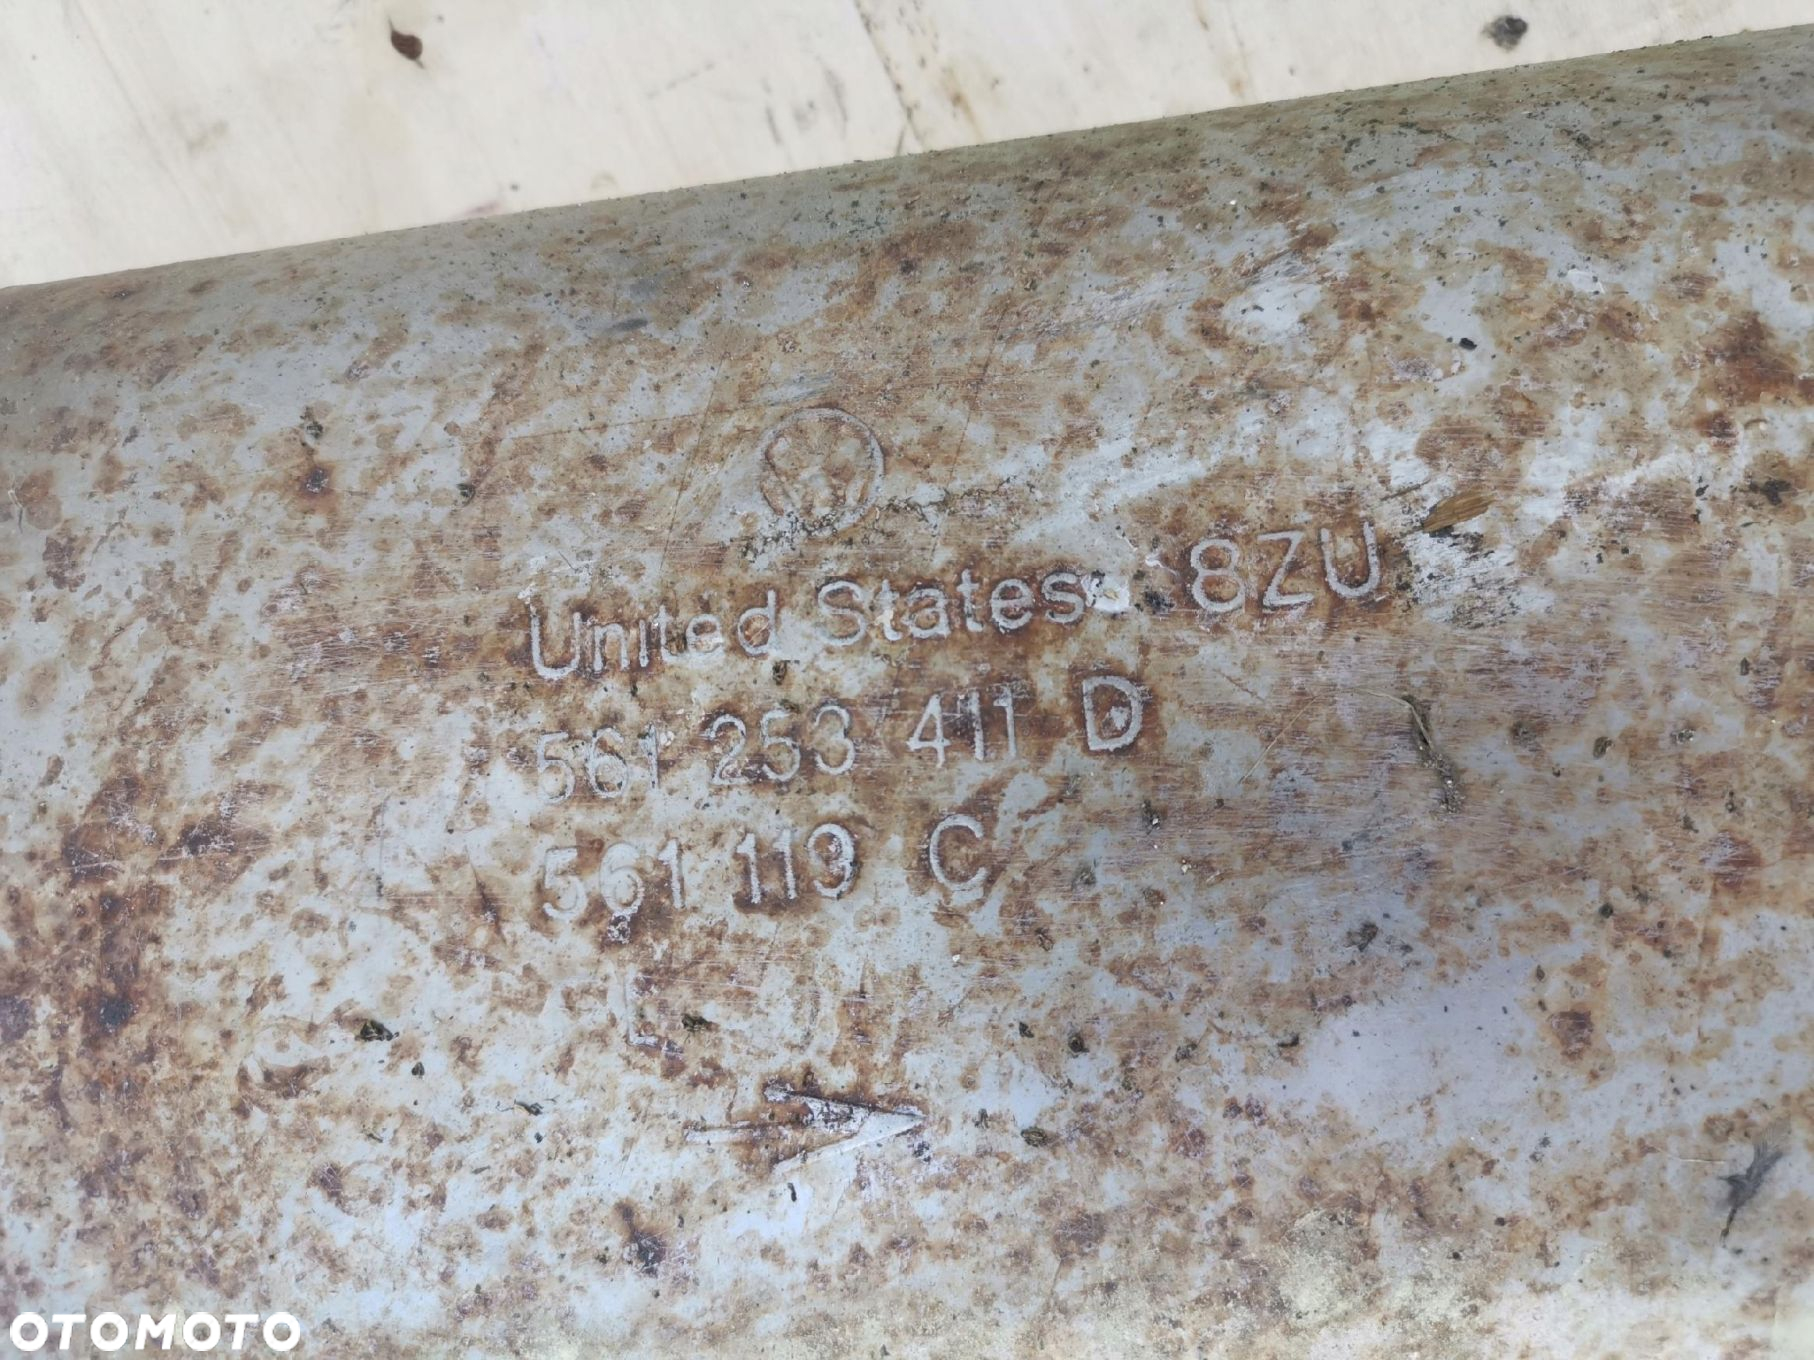 United States 8ZU
561 253 411 D
561 119 C
OTOMOTO